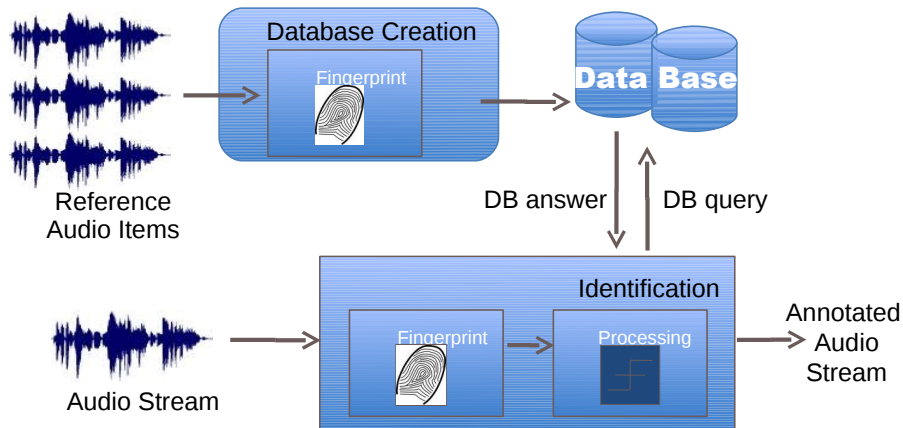 Database Creation
Fingerprint
Data Base
Reference
Audio Items
DB answer
DB query
Identification
Fingerprint
Processing
Annotated
Audio
Stream
Audio Stream